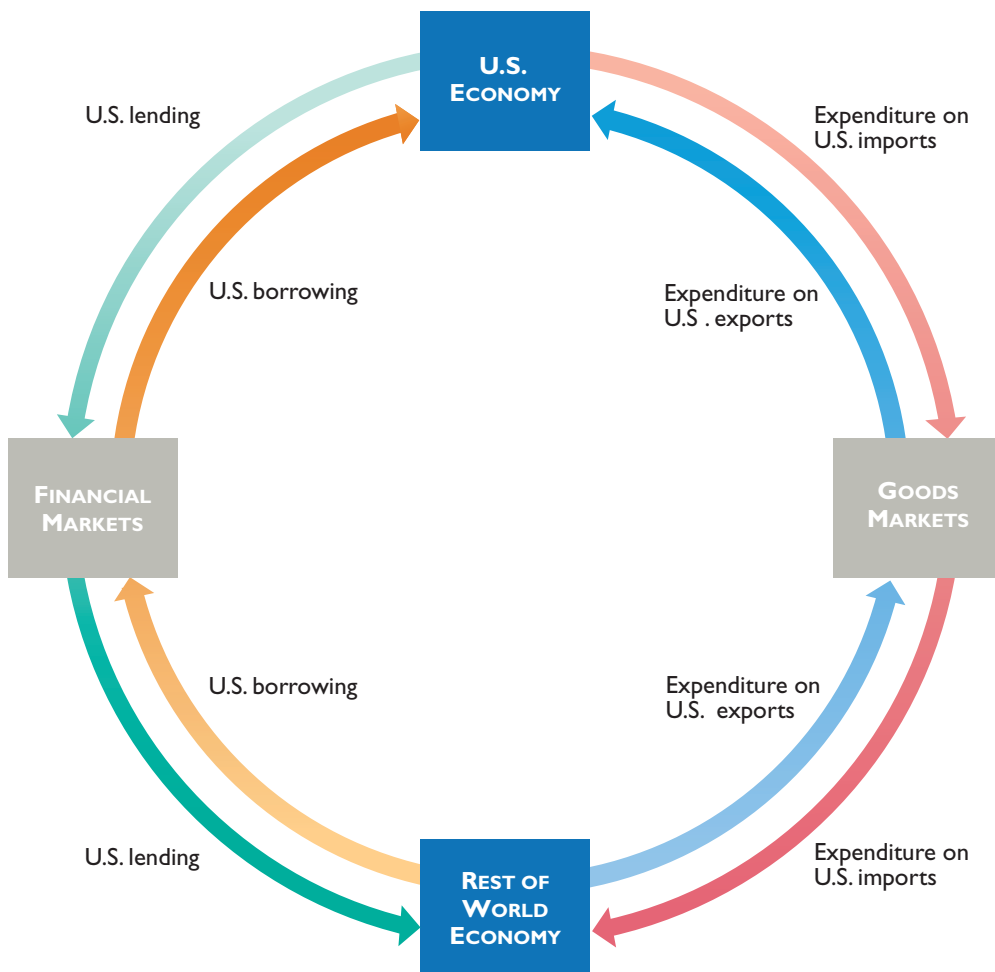 U.S.
ECONOMY
U.S. lending
Expenditure on
U.S. imports
U.S. borrowing
Expenditure on
U.S . exports
FINANCIAL
MARKETS
GOODS
MARKETS
U.S. borrowing
Expenditure on
U.S. exports
U.S. lending
REST OF
WORLD
ECONOMY
Expenditure on
U.S. imports